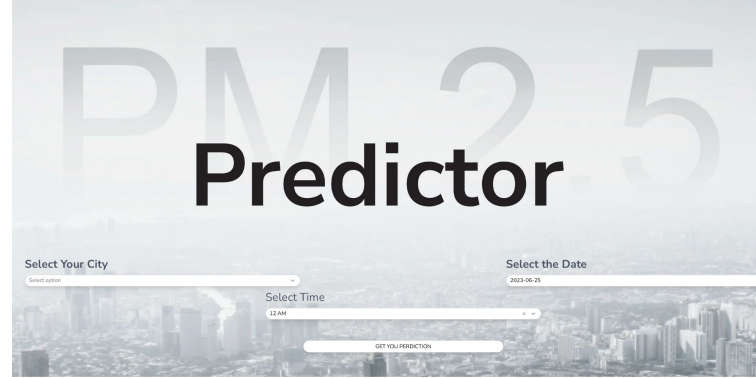 PM 2.5
Predictor
Select Your City
Select option
Select the Date
2023-06-25
Select Time
12 AM
GET YOU PERDICTION